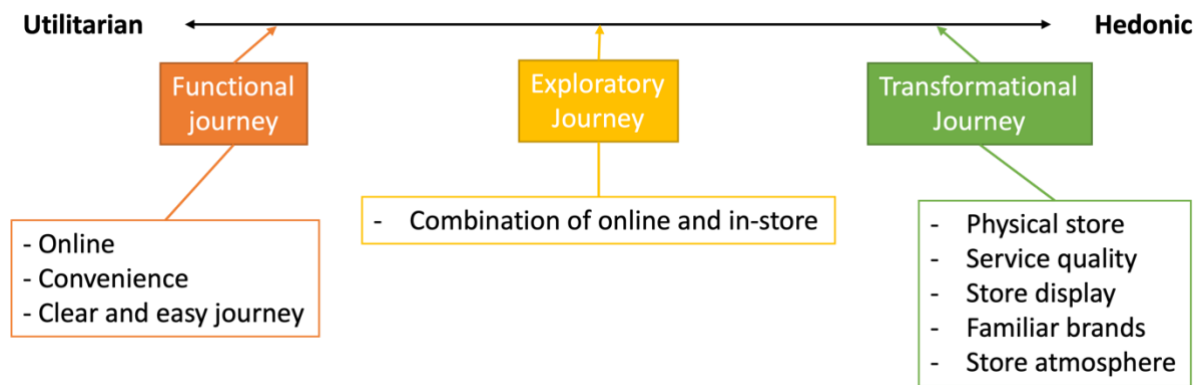 Utilitarian
Hedonic
Functional
journey
Exploratory
Journey
Transformational
Journey
- Online
- Convenience
- Clear and easy journey
- Combination of online and in-store
- Physical store
- Service quality
- Store display
- Familiar brands
- Store atmosphere